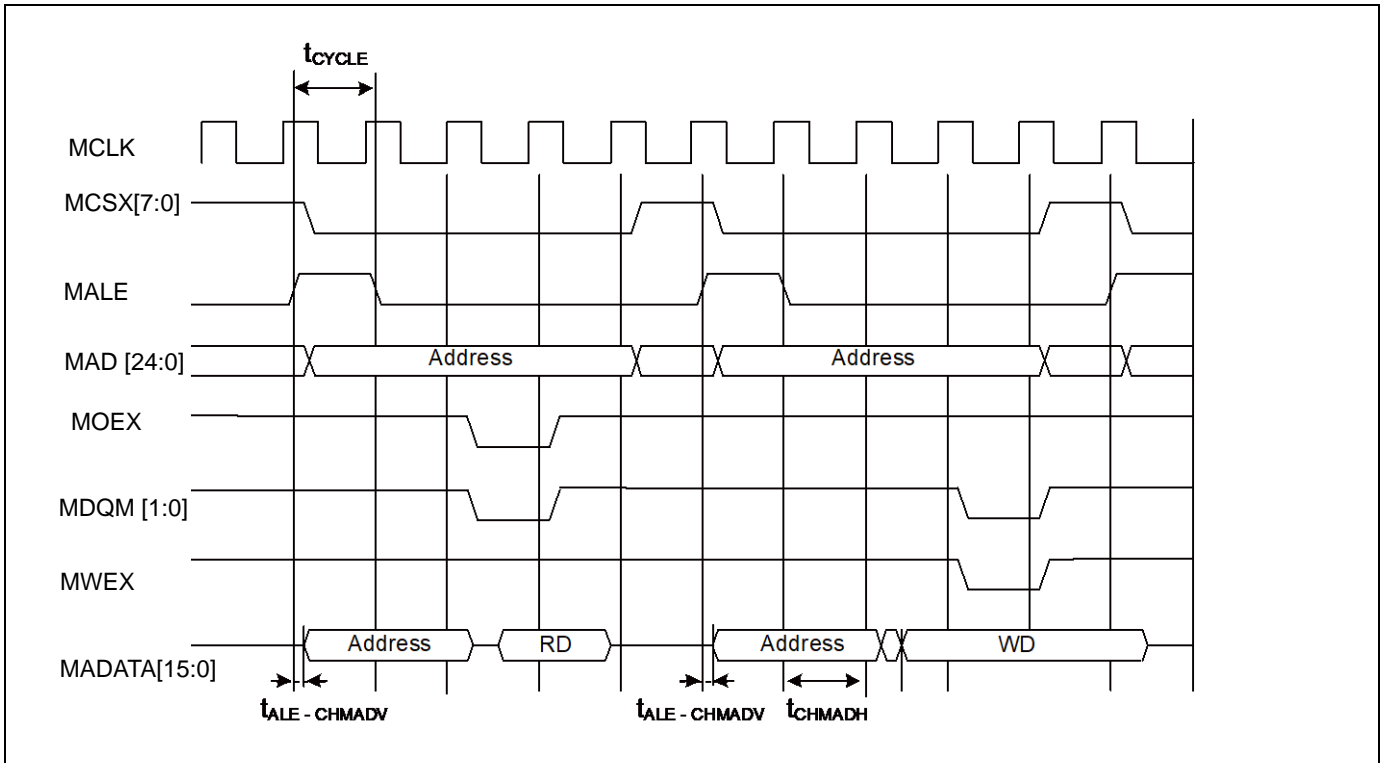 tCYCLE
MCLK
MCSX[7:0]
MALE
MAD [24:0]
Address
Address
MOEX
MDQM [1:0]
MWEX
MADATA[15:0]
Address
RD
Address
WD
tALE - CHMADV
tALE - CHMADV
tCHMADH